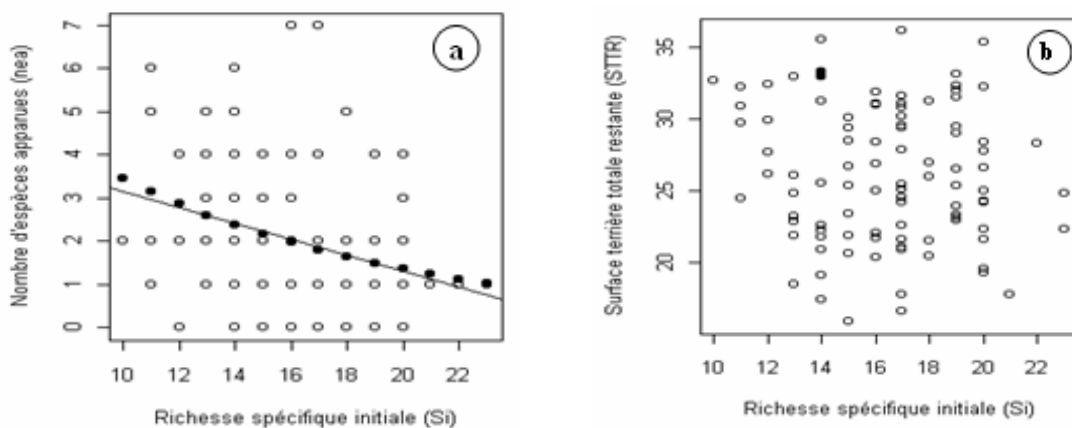 Nombre d'espèces apparues (nea)
7
6
5
4
3
2
1
0
a
10 12 14 16 18 20 22
Richesse spécifique initiale (Si)
Surface terrière totale restante (STTR)
35
30
25
20
b
10 12 14 16 18 20 22
Richesse spécifique initiale (Si)